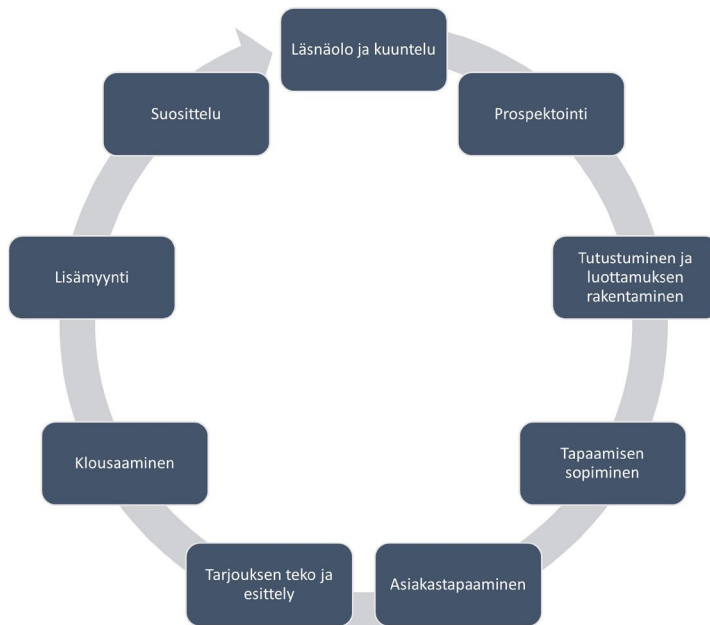 Läsnäolo ja kuuntelu
Prospektointi
Tutustuminen ja
luottamuksen
rakentaminen
Tapaamisen
sopiminen
Asiakastapaaminen
Tarjouksen teko ja
esittely
Klousaaminen
Lisämyynti
Suosittelu